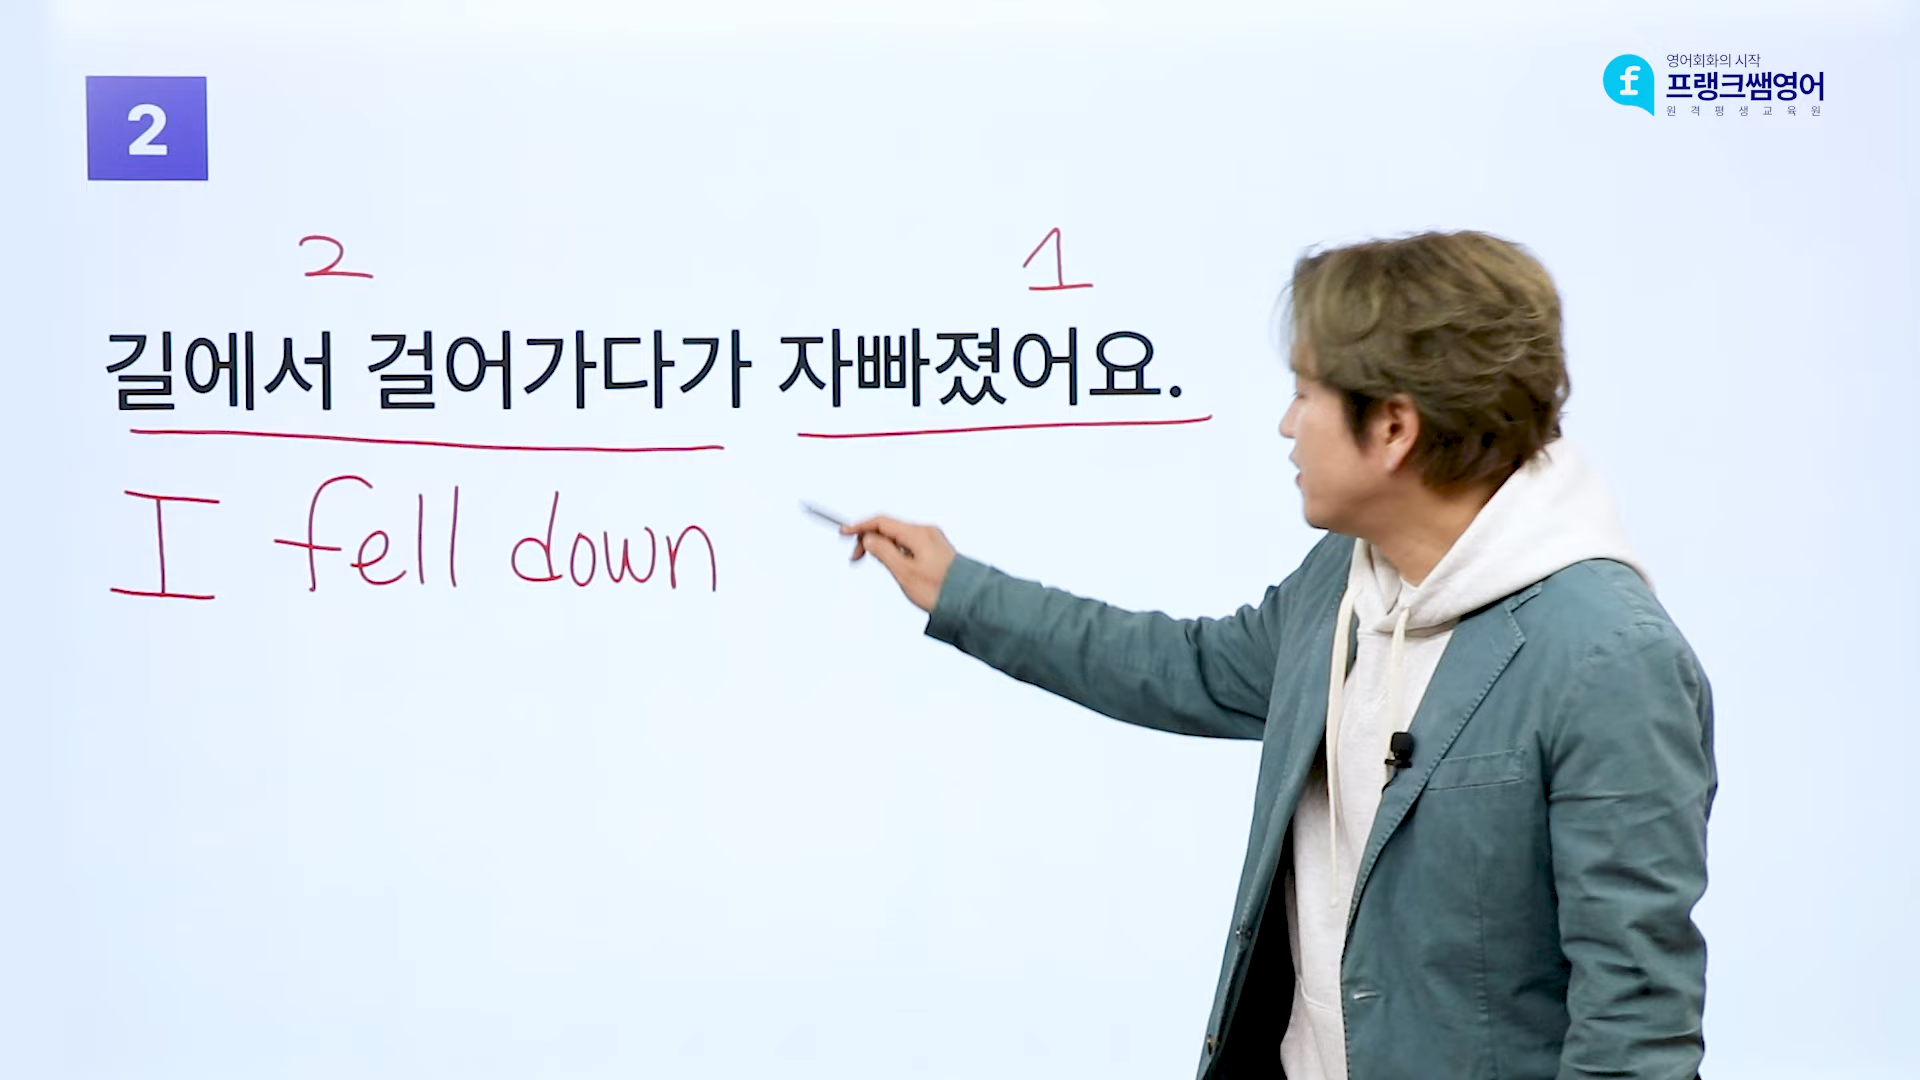 영어회화의 시작
프랭크쌤영어
원격평생교육원
2
2 1
길에서 걸어가다가 자빠졌어요.
I fell down